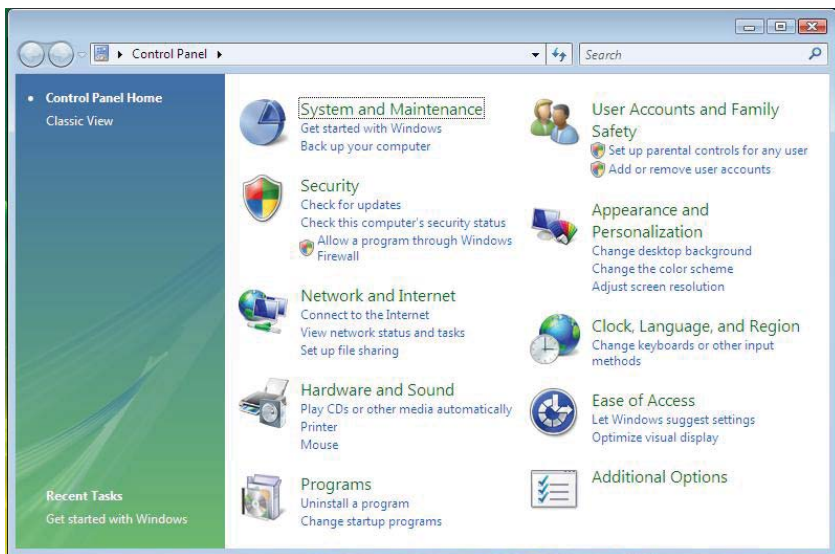 Control Panel
Search
Control Panel Home
Classic View
Recent Tasks
Get started with Windows
System and Maintenance
Get started with Windows
Back up your computer
Security
Check for updates
Check this computer's security status
Allow a program through Windows
Firewall
Network and Internet
Connect to the Internet
View network status and tasks
Set up file sharing
Hardware and Sound
Play CDs or other media automatically
Printer
Mouse
Programs
Uninstall a program
Change startup programs
User Accounts and Family
Safety
Set up parental controls for any user
Add or remove user accounts
Appearance and
Personalization
Change desktop background
Change the color scheme
Adjust screen resolution
Clock, Language, and Region
Change keyboards or other input
methods
Ease of Access
Let Windows suggest settings
Optimize visual display
Additional Options